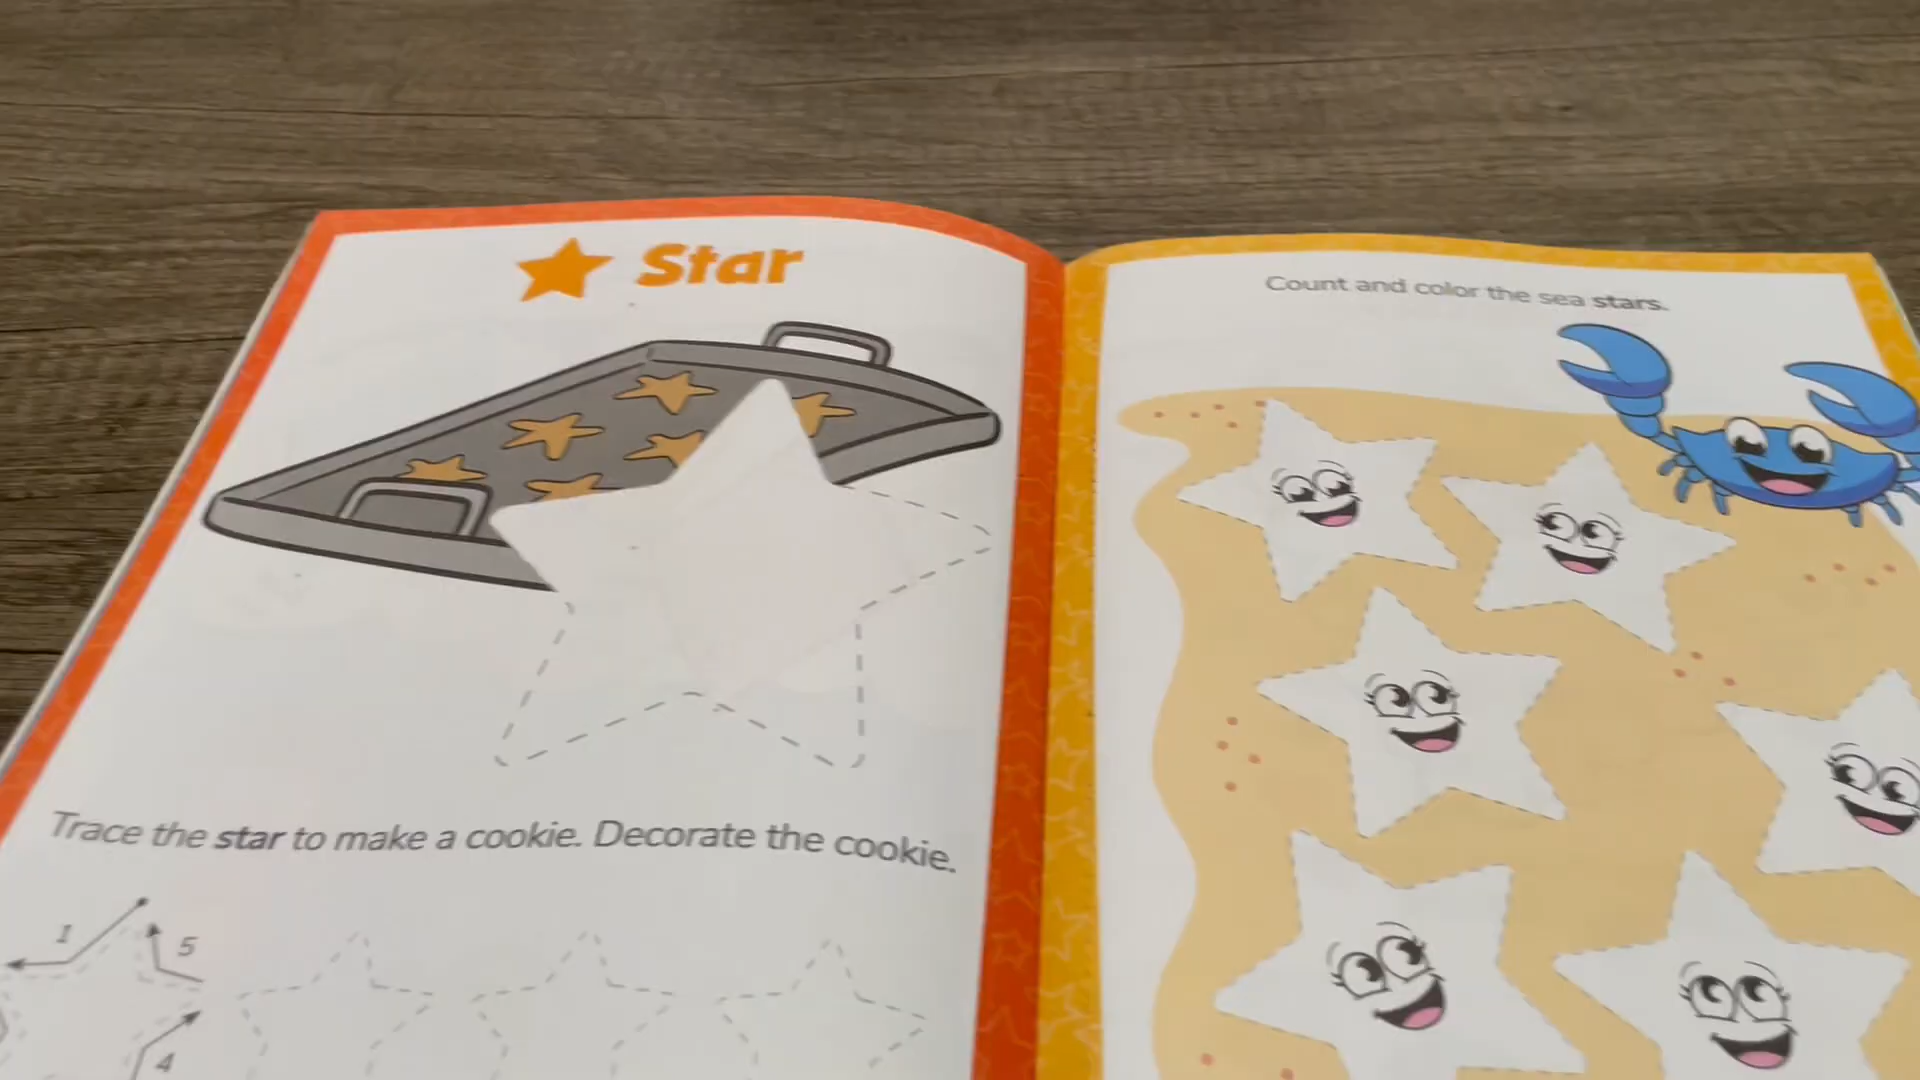 Star
Trace the star to make a cookie. Decorate the cookie.
1
5
4
Count and color the sea stars.